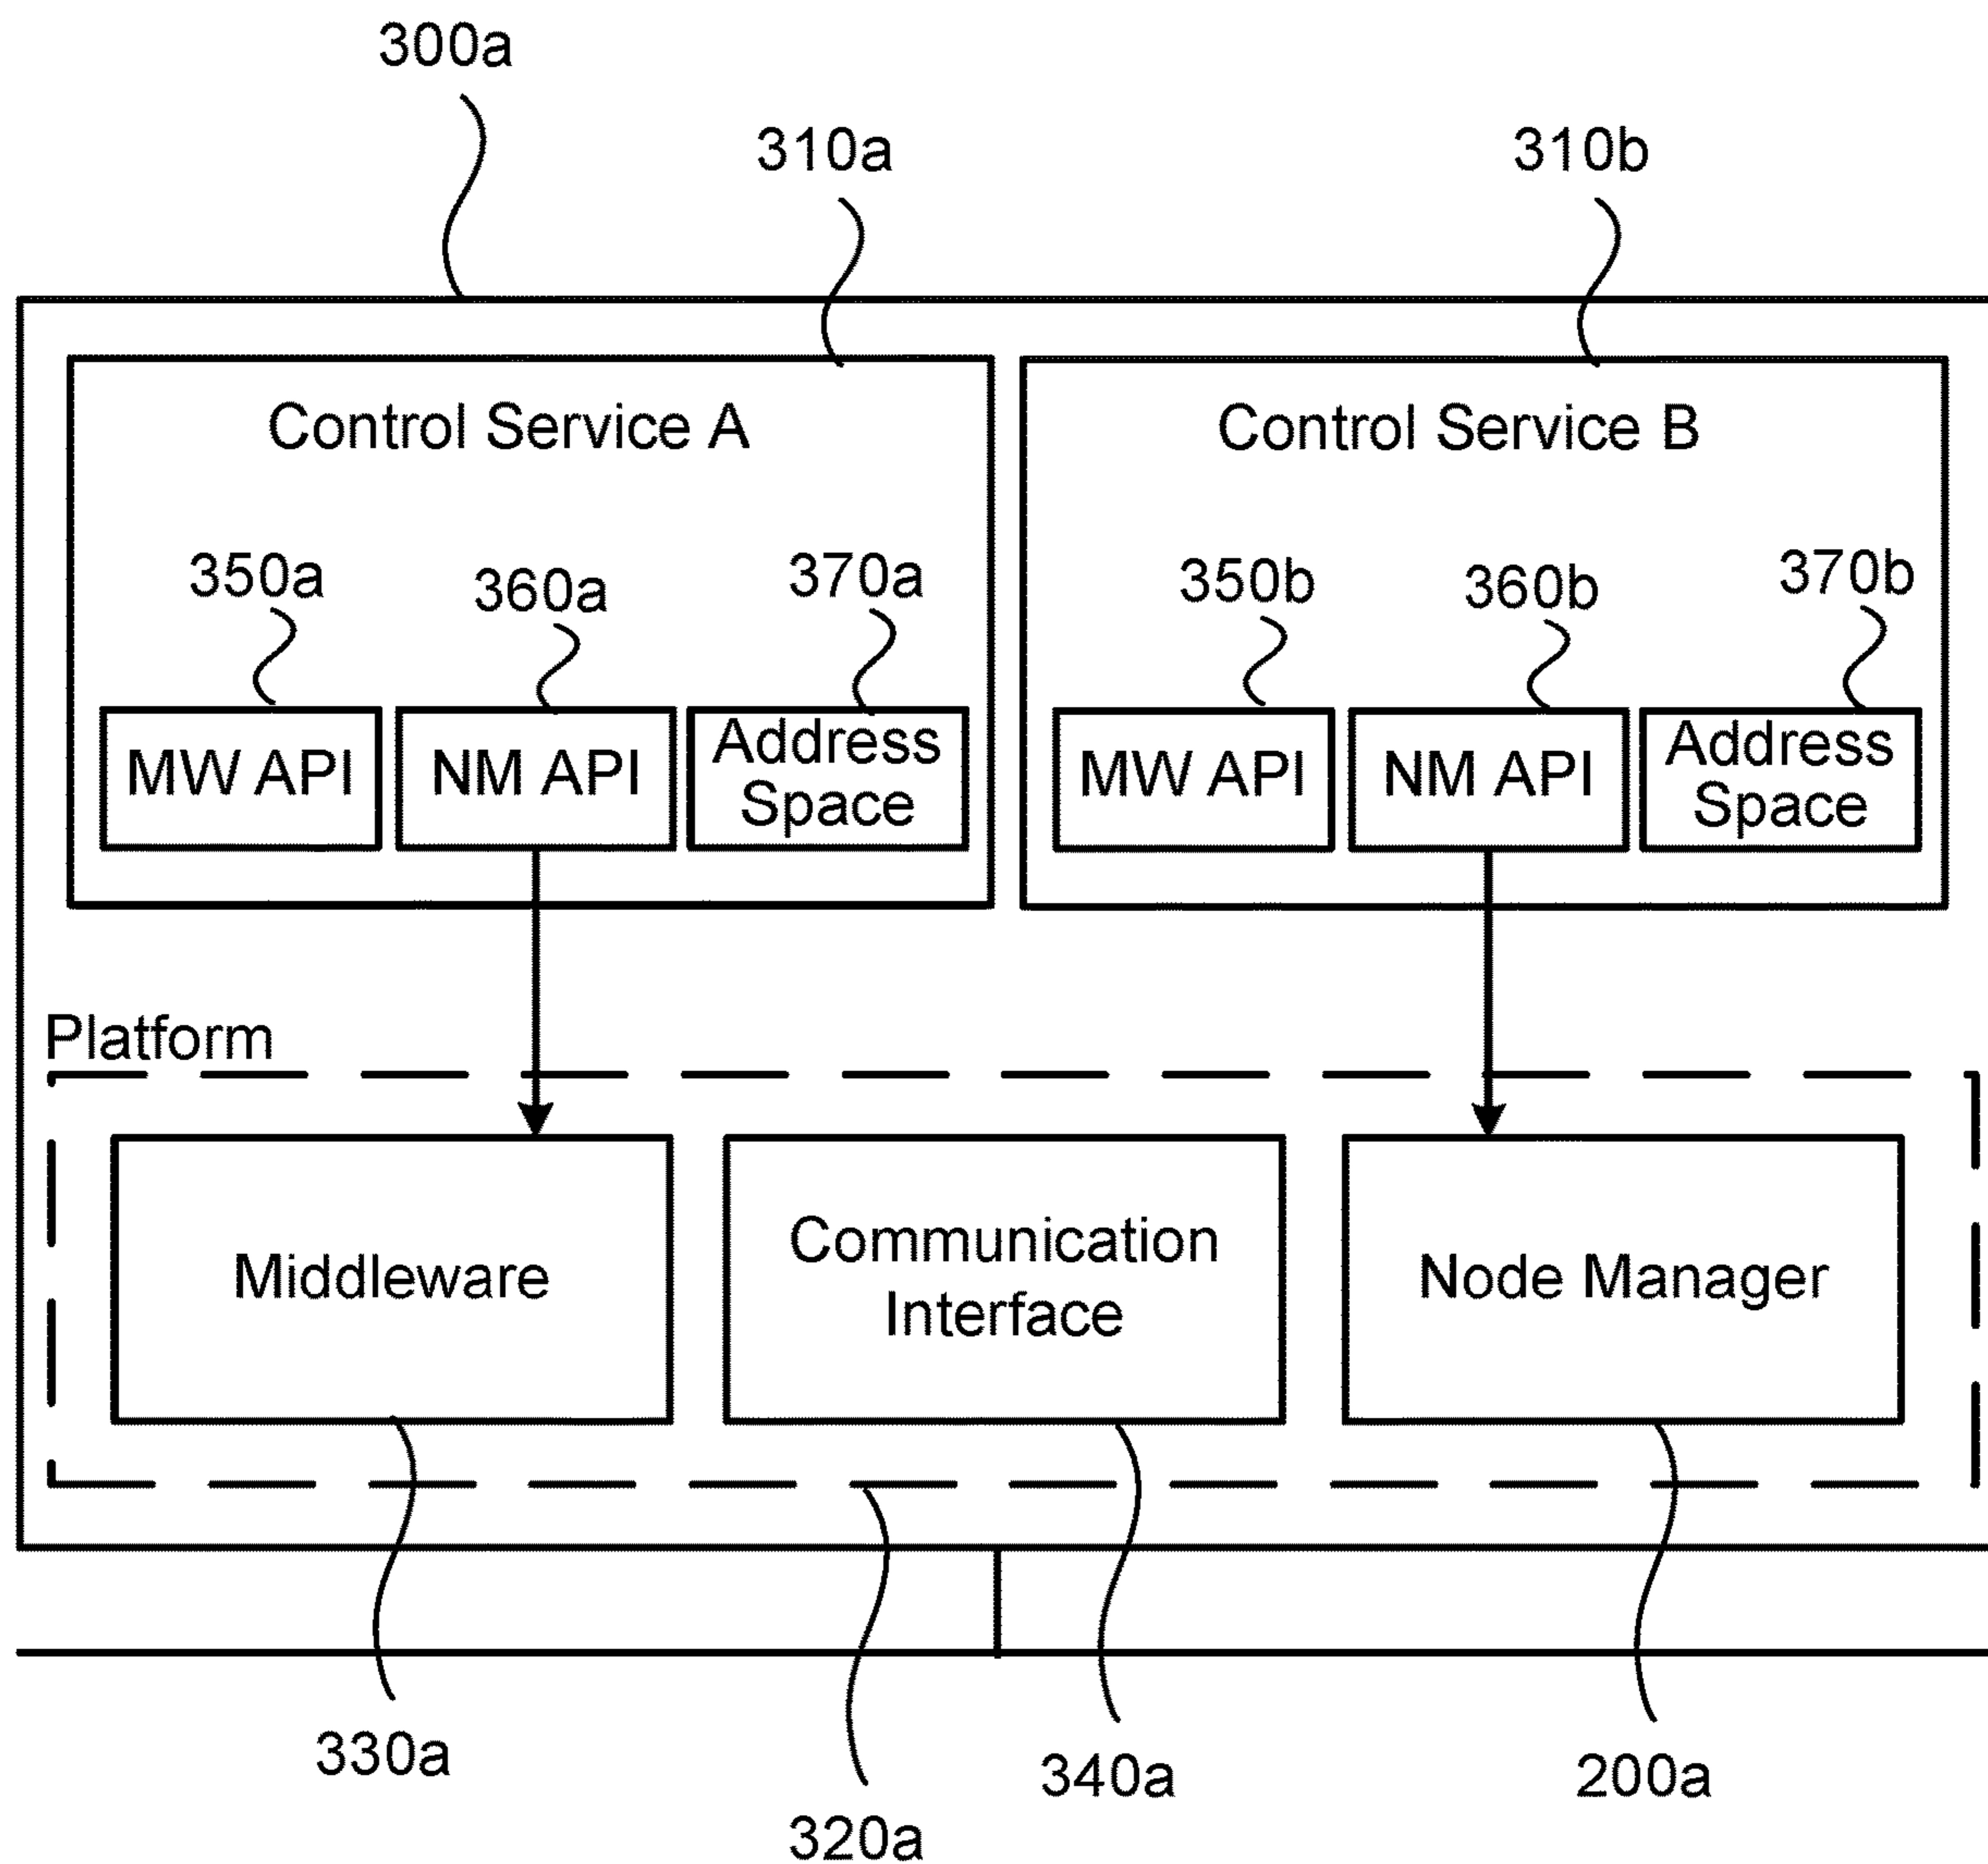 300a
310a
310b
Control Service A
Control Service B
350a
360a
370a
350b
360b
370b
MW API
NM API
Address
Space
MW API
NM API
Address
Space
Platform
Middleware
Communication
Interface
Node Manager
330a
320a
340a
200a